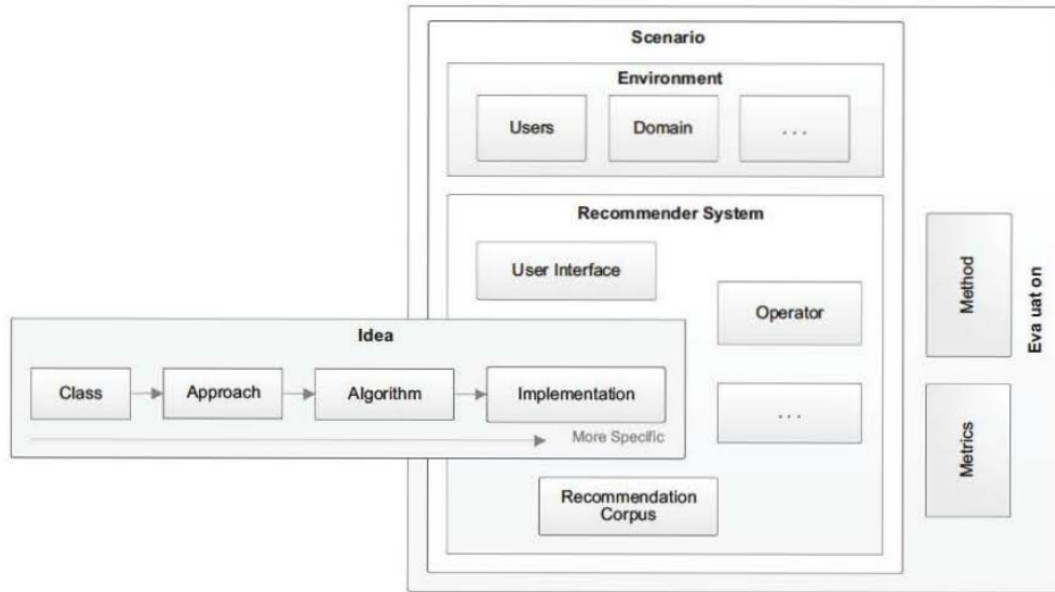 Scenario
Environment
Users
Domain
. . .
Recommender System
User Interface
Operator
Idea
Class
Approach
Algorithm
Implementation
More Specific
. . .
Recommendation
Corpus
Method
Metrics
Eva uat on